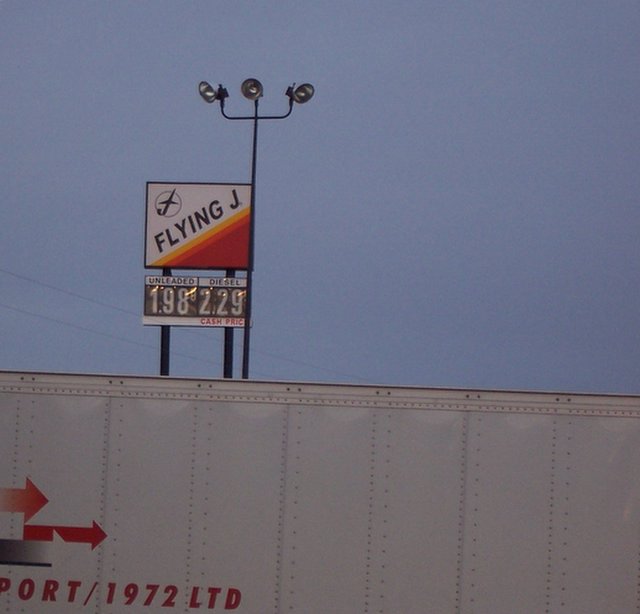 FLYING J
UNLEADED DIESEL
1.98 2.29
CASH PRIC
PORT/1972 LTD